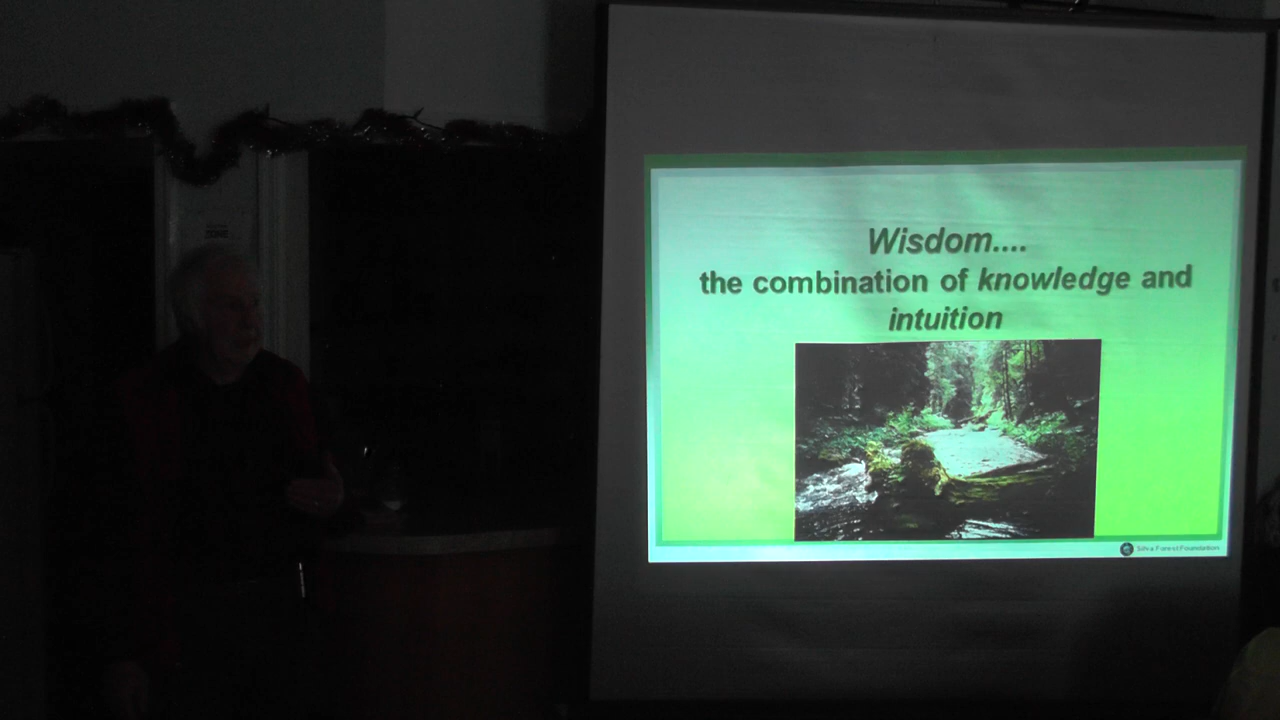 Wisdom....
the combination of knowledge and
intuition
Silva Forest Foundation